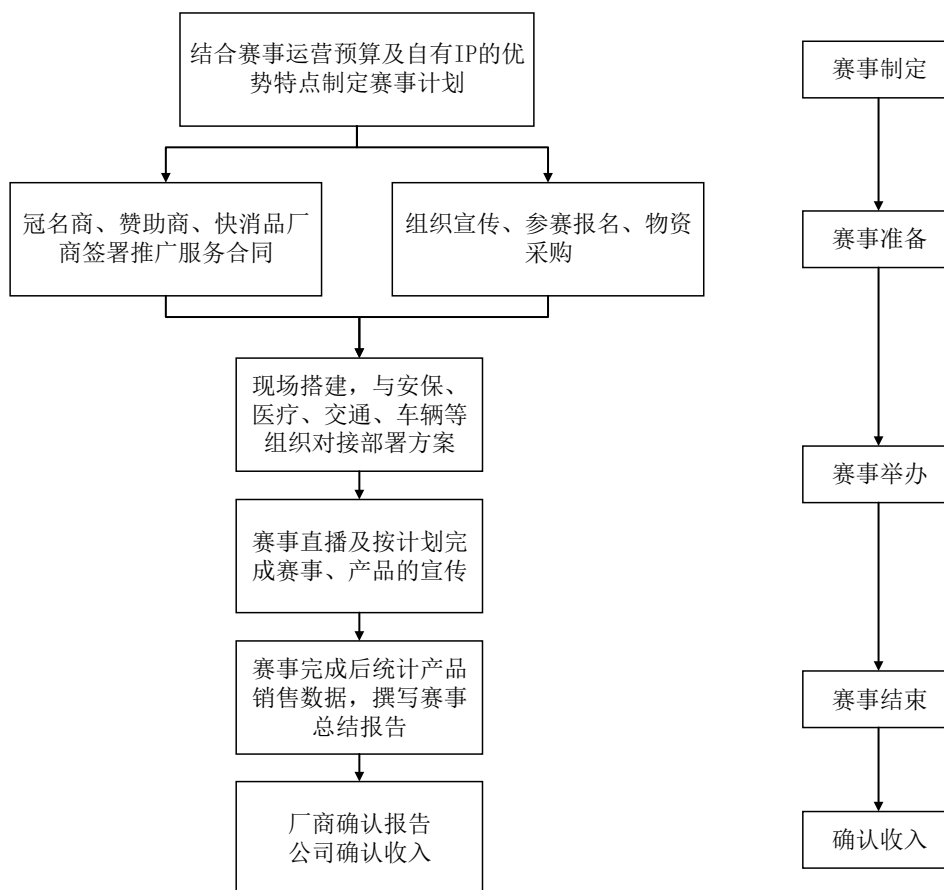 结合赛事运营预算及自有IP的优
势特点制定赛事计划
赛事制定
冠名商、赞助商、快消品厂
商签署推广服务合同
组织宣传、参赛报名、物资
采购
赛事准备
现场搭建，与安保、
医疗、交通、车辆等
组织对接部署方案
赛事举办
赛事直播及按计划完
成赛事、产品的宣传
赛事完成后统计产品
销售数据，撰写赛事
总结报告
赛事结束
厂商确认报告
公司确认收入
确认收入